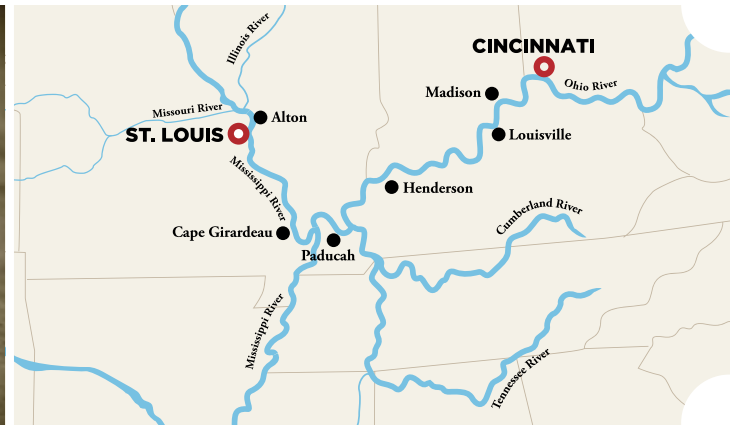 Illinois River
CINCINNATI
Ohio River
Madison
Missouri River
Alton
ST. LOUIS
Louisville
Mississippi River
Henderson
Cumberland River
Cape Girardeau
Paducah
Mississippi River
Tennessee River